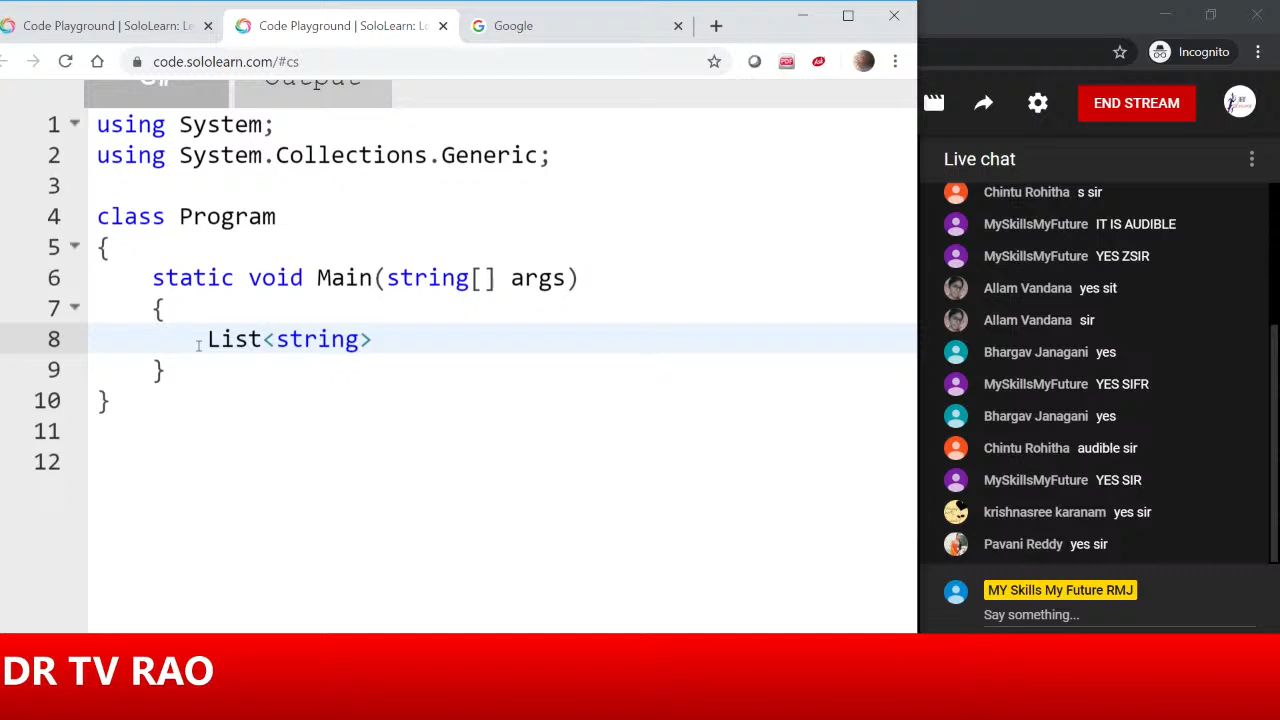 Code Playground | SoloLearn: Le
Code Playground | SoloLearn: Le
Google
code.sololearn.com/#cs
PDF
Incognito
Output
END STREAM
Live chat
1 using System;
2 using System.Collections.Generic;
3
4 class Program
5 {
6 static void Main(string[] args)
7 {
8 List<string>
9 }
10 }
11
12
Chintu Rohitha s sir
MySkillsMyFuture IT IS AUDIBLE
MySkillsMyFuture YES ZSIR
Allam Vandana yes sit
Allam Vandana sir
Bhargav Janagani yes
MySkillsMyFuture YES SIFR
Bhargav Janagani yes
Chintu Rohitha audible sir
MySkillsMyFuture YES SIR
krishnasree karanam yes sir
Pavani Reddy yes sir
MY Skills My Future RMJ
Say something...
DR TV RAO